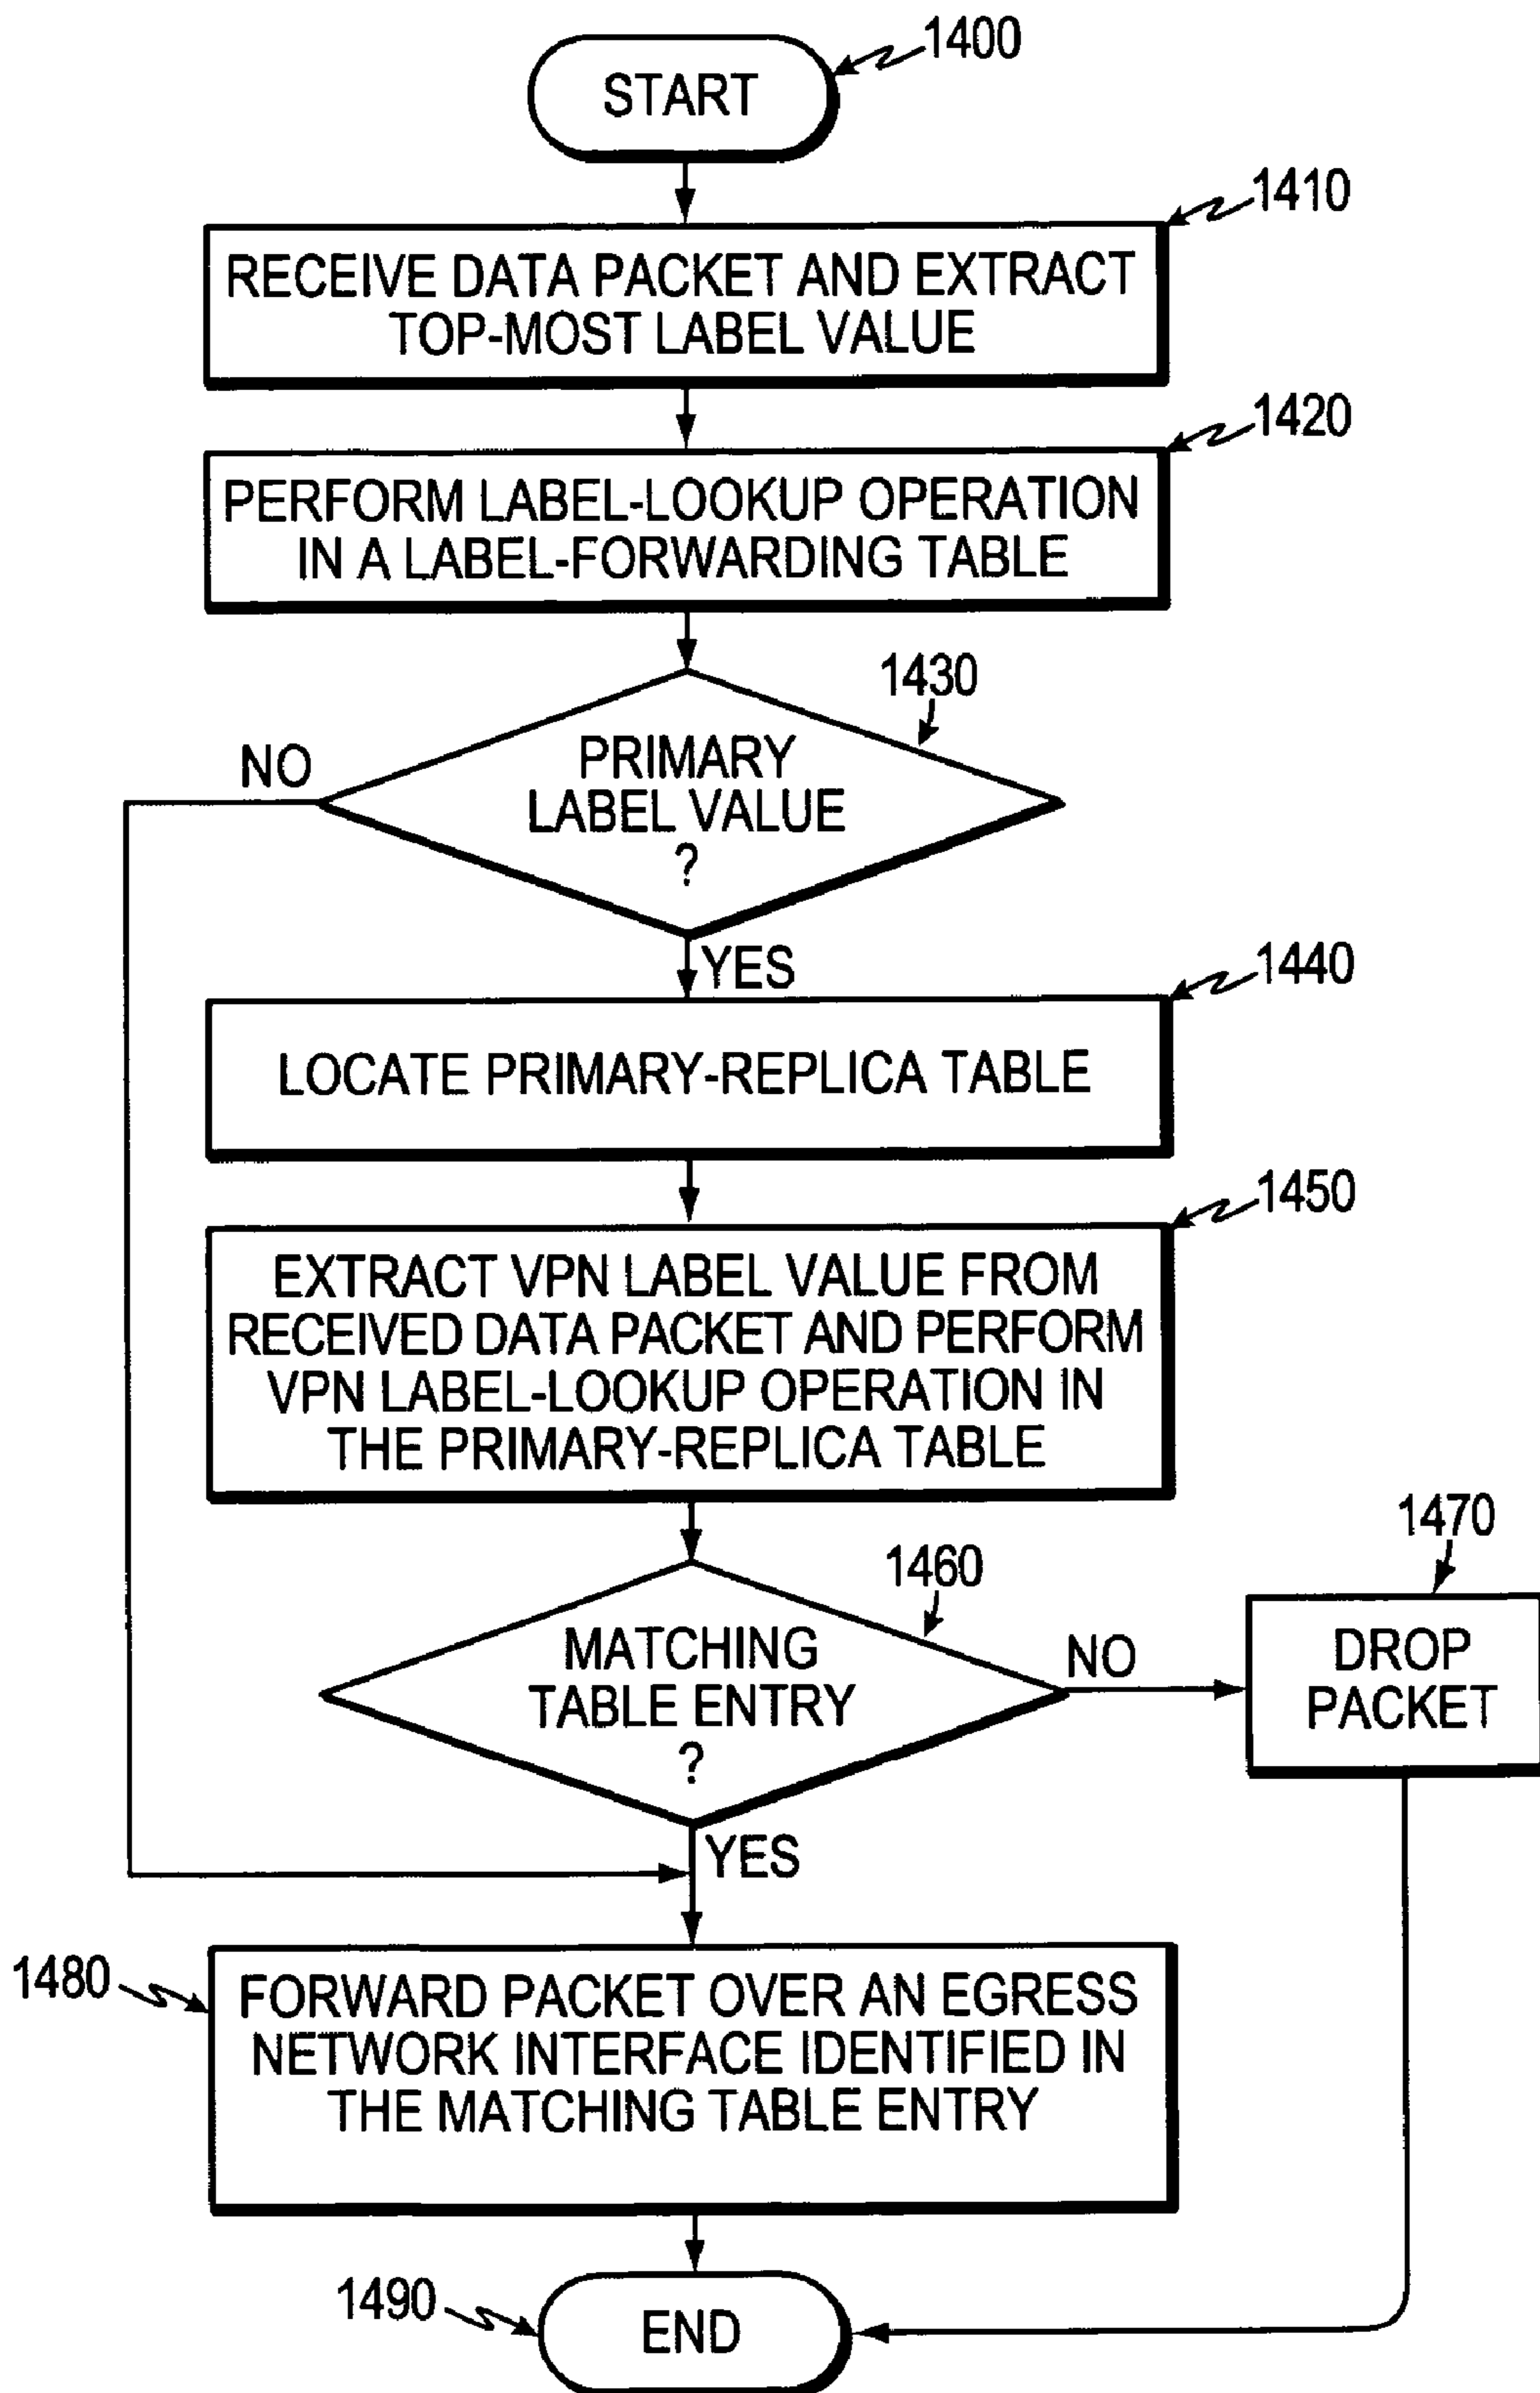 1400
START
1410
RECEIVE DATA PACKET AND EXTRACT
TOP-MOST LABEL VALUE
1420
PERFORM LABEL-LOOKUP OPERATION
IN A LABEL-FORWARDING TABLE
1430
NO
PRIMARY
LABEL VALUE
?
YES
1440
LOCATE PRIMARY-REPLICA TABLE
1450
EXTRACT VPN LABEL VALUE FROM
RECEIVED DATA PACKET AND PERFORM
VPN LABEL-LOOKUP OPERATION IN
THE PRIMARY-REPLICA TABLE
1460
MATCHING
TABLE ENTRY
?
NO
1470
DROP
PACKET
YES
1480
FORWARD PACKET OVER AN EGRESS
NETWORK INTERFACE IDENTIFIED IN
THE MATCHING TABLE ENTRY
1490
END